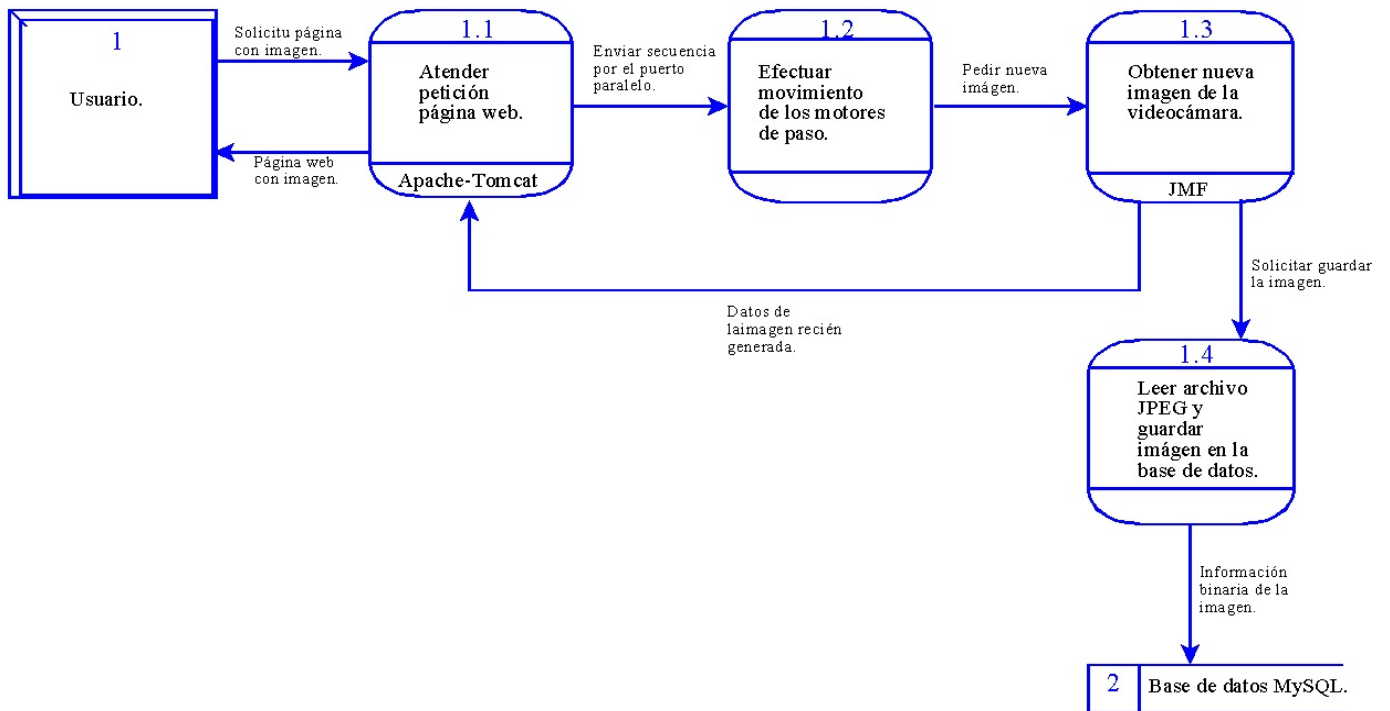 1
Usuario.
Solicitu página
con imagen.
Página web
con imagen.
1.1
Atender
petición
página web.
Apache-Tomcat
Enviar secuencia
por el puerto
paralelo.
1.2
Efectuar
movimiento
de los motores
de paso.
Pedir nueva
imágen.
1.3
Obtener nueva
imagen de la
videocámara.
JMF
Datos de
laimagen recién
generada.
Solicitar guardar
la imagen.
1.4
Leer archivo
JPEG y
guardar
imágen en la
base de datos.
Información
binaria de la
imagen.
2
Base de datos MySQL.